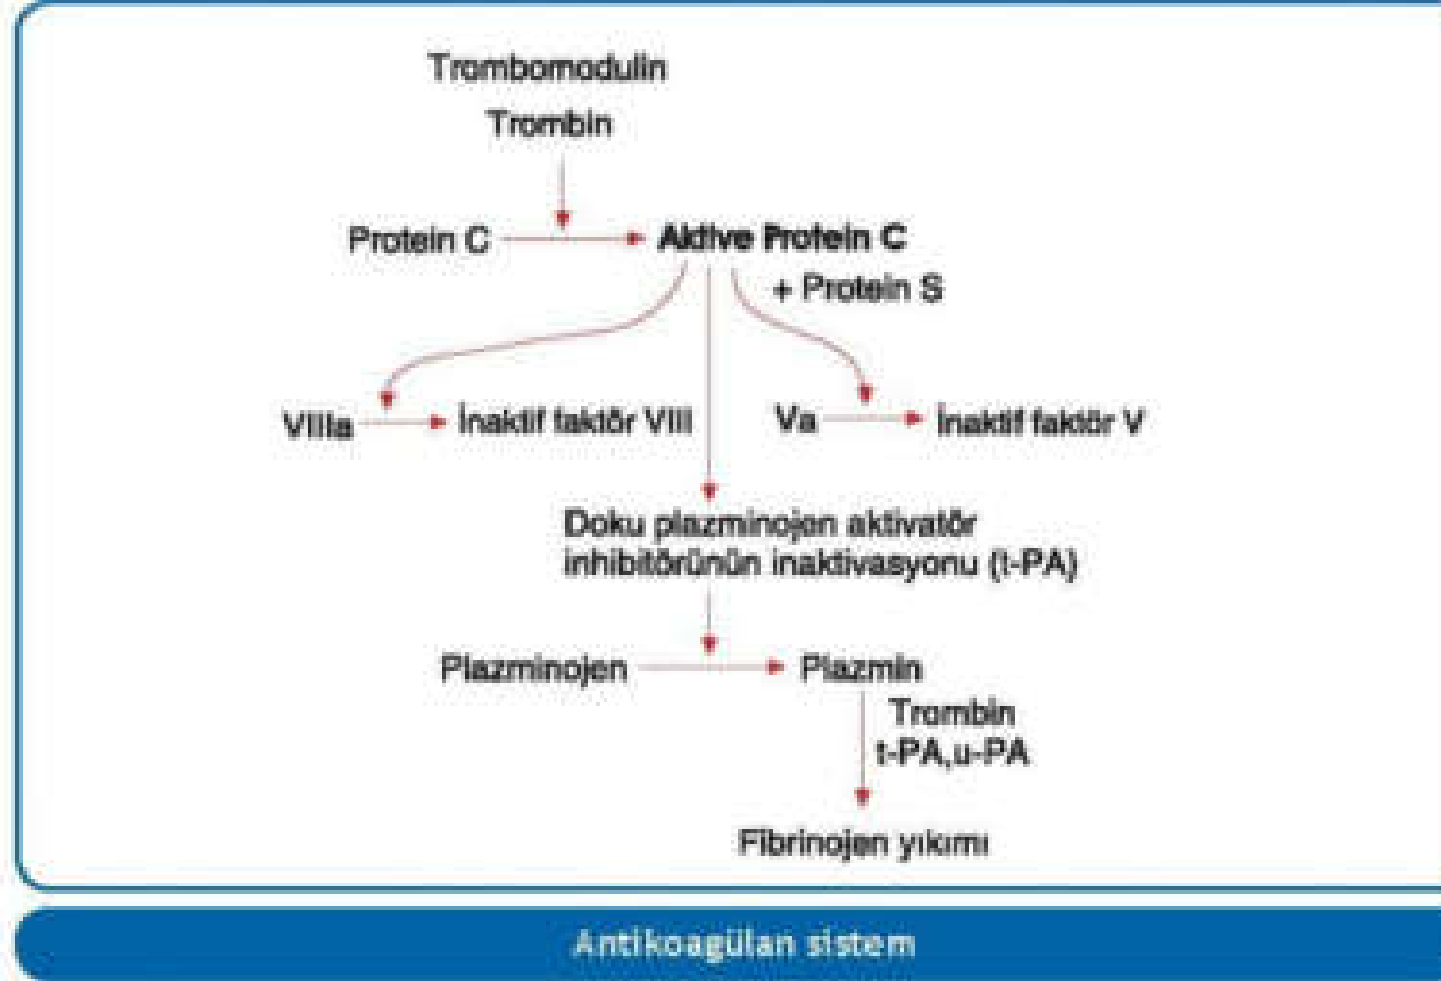 Trombomodulin
Trombin
Protein C
Aktive Protein C
+ Protein S
VIIIa
İnaktif faktör VIII
Va
İnaktif faktör V
Doku plazminojen aktivatör
inhibitörünün inaktivasyonu (t-PA)
Plazminojen
Plazmin
Trombin
t-PA,u-PA
Fibrinojen yıkımı
Antikoagülan sistem